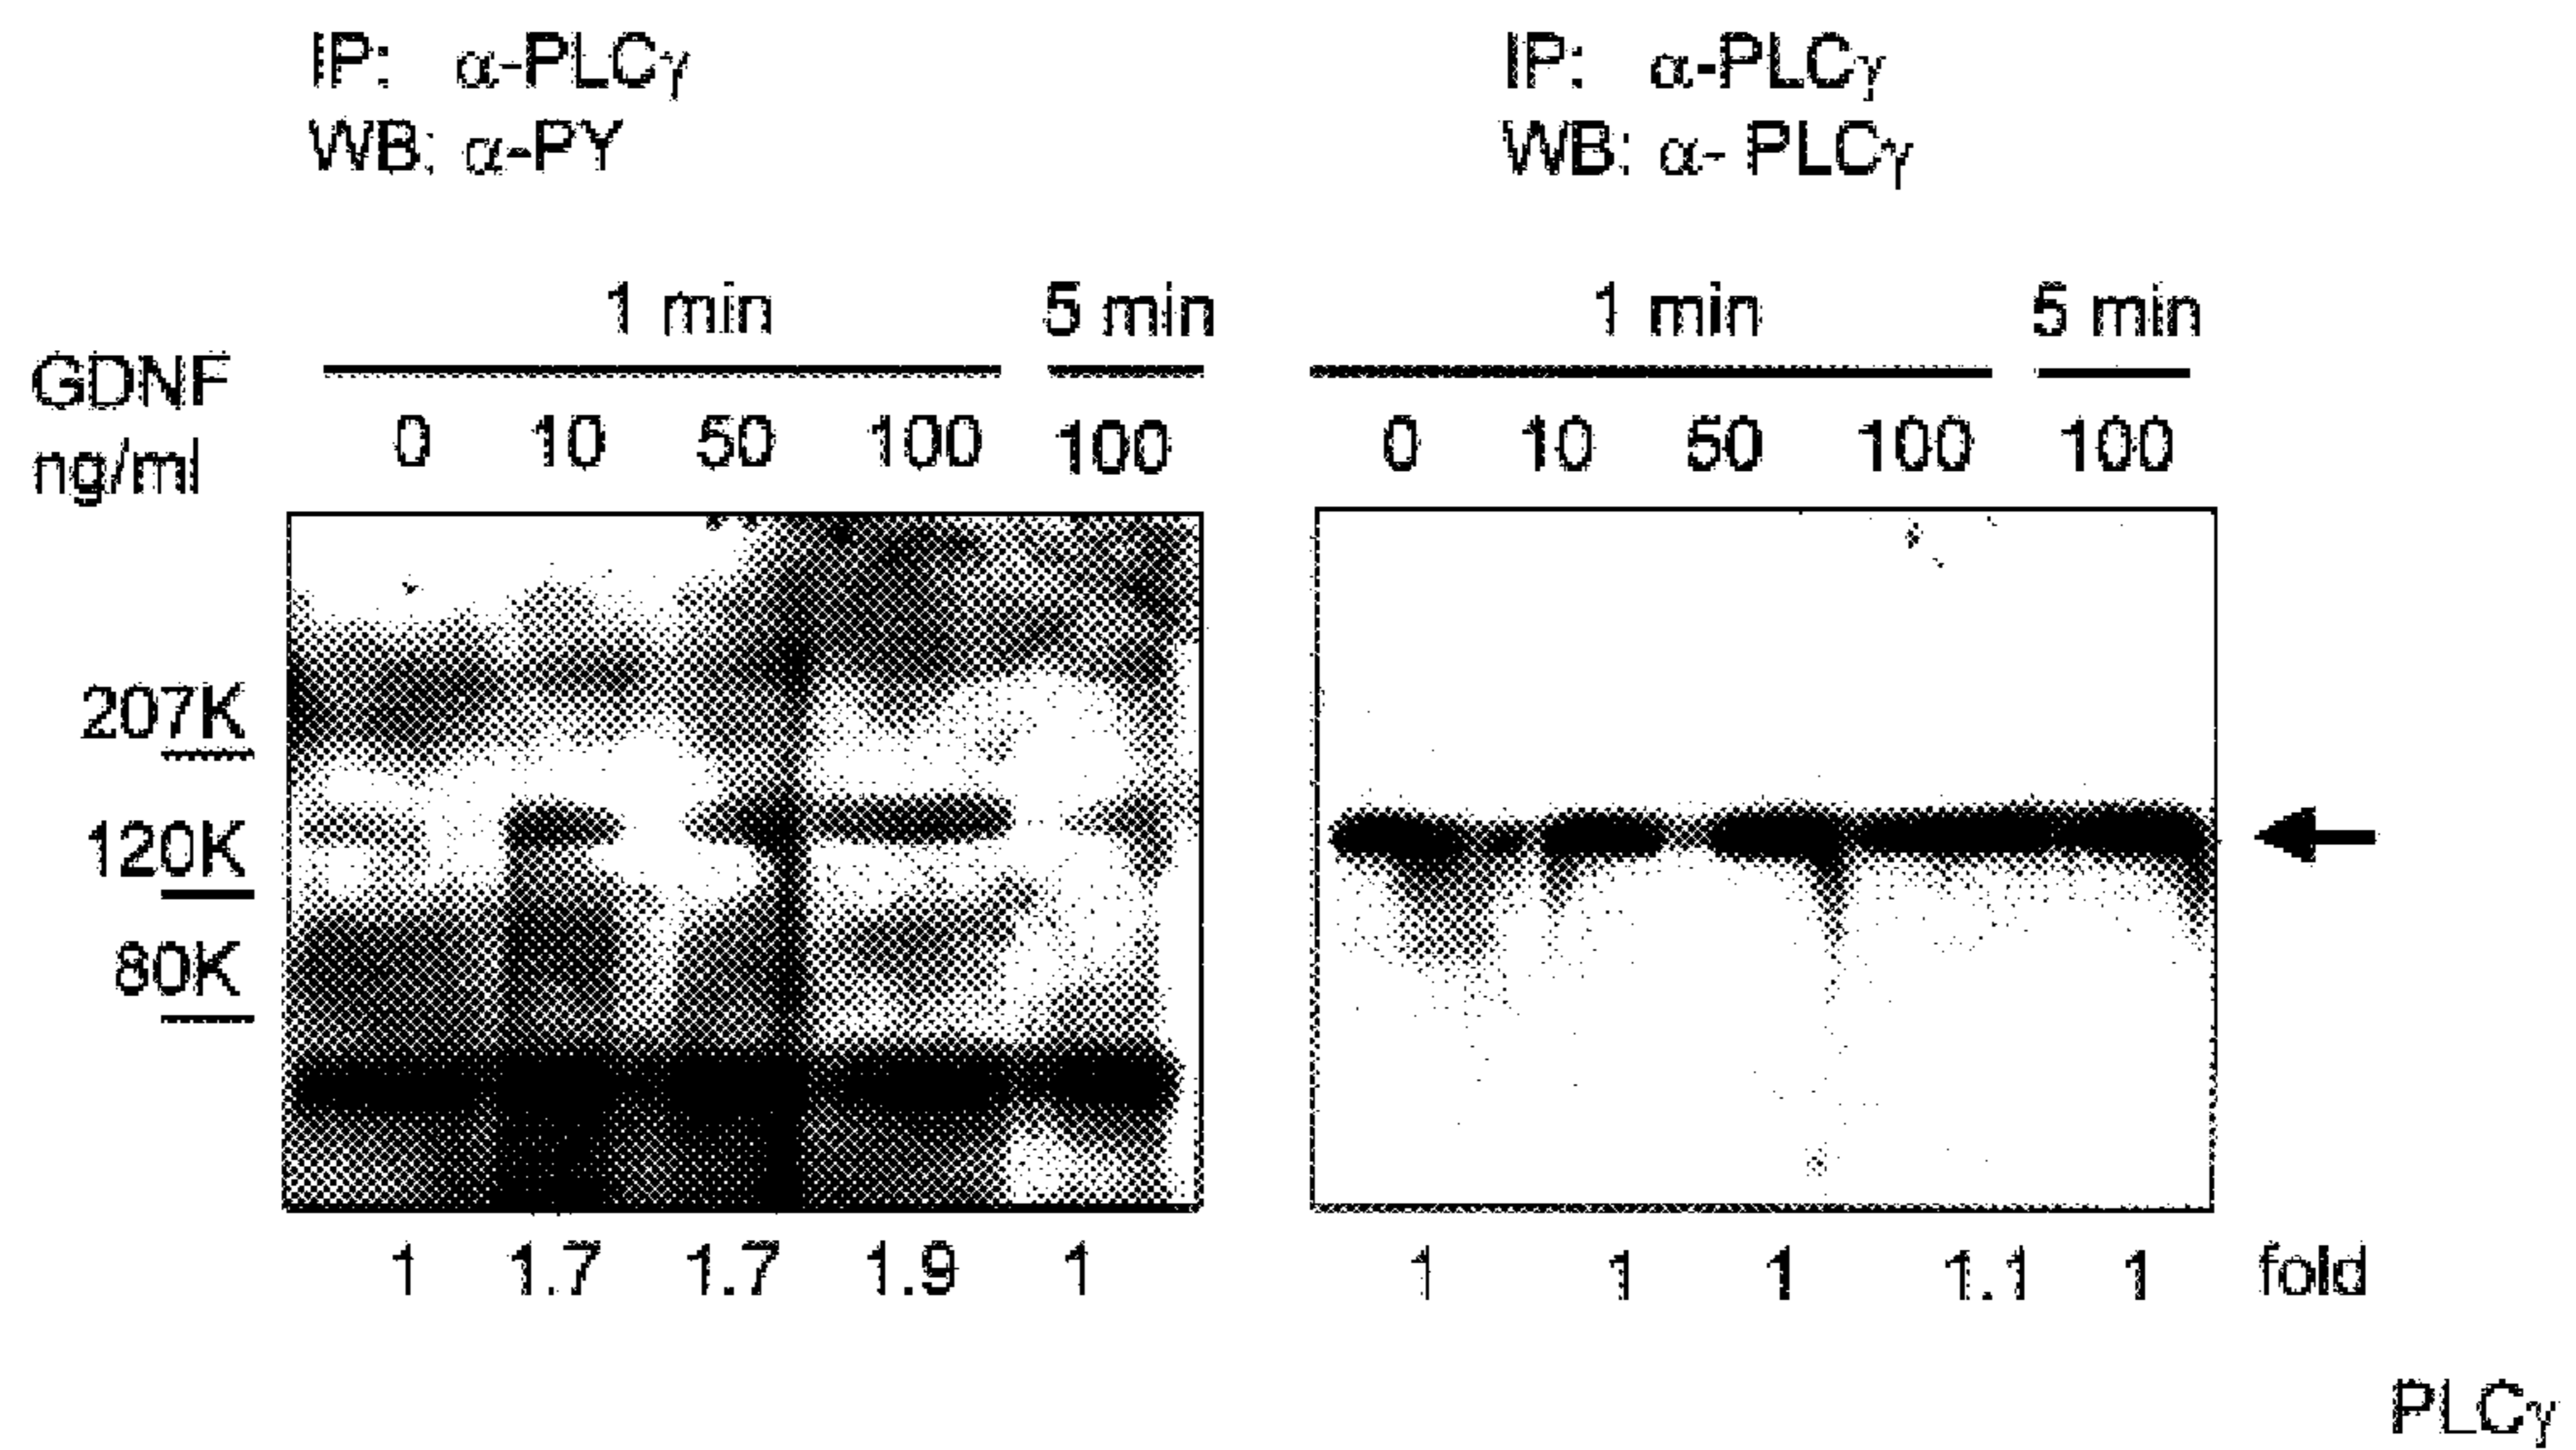 IP: α-PLCγ
WB: α-PY
IP: α-PLCγ
WB: α- PLCγ
1 min 5 min 1 min 5 min
GDNF
ng/ml
0 10 50 100 100 0 10 50 100 100
207K
120K
80K
1 1.7 1.7 1.9 1 1 1 1 1.1 1 fold
PLCγ